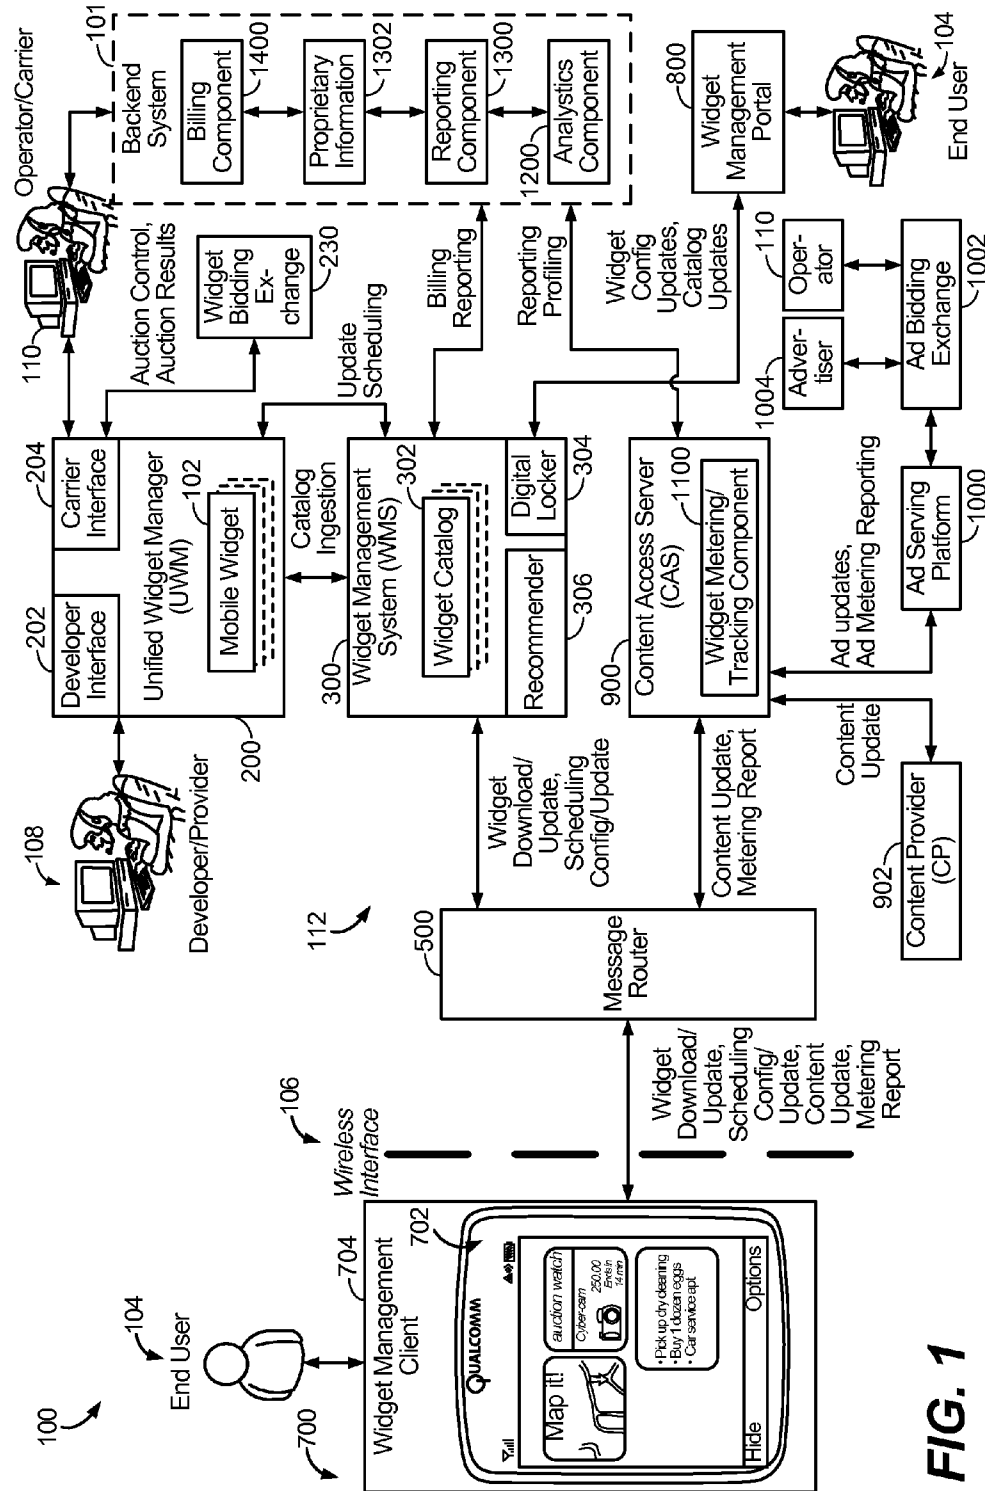 100
104
End User
700
Widget Management
Client
704
702
QUALCOMM
Map it!
auction watch
Cyber-cam
250.00
Ends in
14 min
• Pick up dry cleaning
• Buy 1 dozen eggs
• Car service apt
Hide
Options
Wireless
Interface
106
Widget
Download/
Update,
Scheduling
Config/
Update,
Content
Update,
Metering
Report
112
500
Message
Router
Widget
Download/
Update,
Scheduling
Config/Update
Content Update,
Metering Report
108
Developer/Provider
200
202
Developer
Interface
204
Carrier
Interface
Unified Widget Manager
(UWM)
102
Mobile Widget
Catalog
Ingestion
Update
Scheduling
300
Widget Management
System (WMS)
302
Widget Catalog
Recommender
306
Digital
Locker
304
900
Content Access Server
(CAS)
1100
Widget Metering/
Tracking Component
Content
Update
902
Content Provider
(CP)
Ad updates,
Ad Metering Reporting
Ad Serving
Platform
1000
Ad Bidding
Exchange
1002
1004
Adver-
tiser
110
Oper-
ator
110
Operator/Carrier
Auction Control,
Auction Results
Widget
Bidding
Ex-
change
230
Billing
Reporting
Reporting
Profiling
Widget
Config
Updates,
Catalog
Updates
101
Backend
System
Billing
Component
1400
Proprietary
Information
1302
Reporting
Component
1300
1200
Analystics
Component
800
Widget
Management
Portal
104
End User
FIG. 1